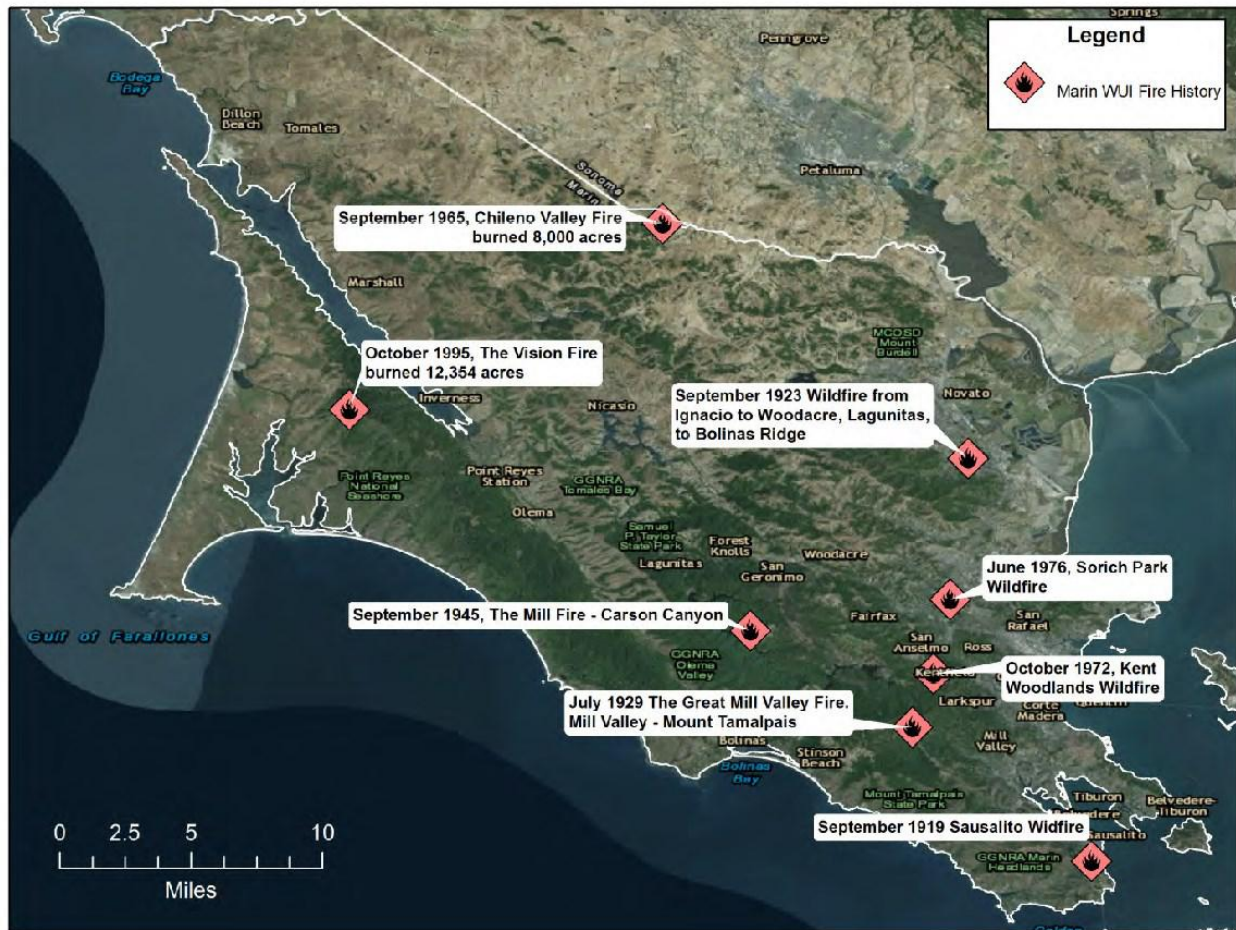 Springs
Legend
Marin WUI Fire History
Penngrove
Bodega
Bay
Dillon
Beach
Tomales
Petaluma
Sonoma
Marin
September 1965, Chileno Valley Fire
burned 8,000 acres
Marshall
MCOSD
Mount
Burdell
October 1995, The Vision Fire
burned 12,354 acres
Inverness
Nicasio
Novato
September 1923 Wildfire from
Ignacio to Woodacre, Lagunitas,
to Bolinas Ridge
Point Reyes
National
Seashore
Point Reyes
Station
GGNRA
Tomales Bay
Olema
Samuel
P. Taylor
State Park
Forest
Knolls
Woodacre
Lagunitas
San
Geronimo
June 1976, Sorich Park
Wildfire
Fairfax
San
Rafael
September 1945, The Mill Fire - Carson Canyon
Gulf of Farallones
San
Anselmo
Ross
GGNRA
Olema
Valley
Kentfield
October 1972, Kent
Woodlands Wildfire
July 1929 The Great Mill Valley Fire.
Mill Valley - Mount Tamalpais
Larkspur
Corte
Madera
Quentin
Bolinas
Bolinas
Bay
Stinson
Beach
Mill
Valley
Mount Tamalpais
State Park
Tiburon
Belvedere
Belvedere-
Tiburon
September 1919 Sausalito Widfire
Sausalito
GGNRA Marin
Headlands
0 2.5 5 10
Miles